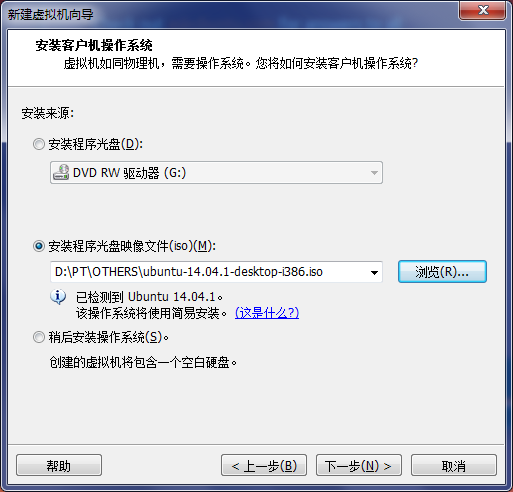 新建虚拟机向导
安装客户机操作系统
虚拟机如同物理机，需要操作系统。您将如何安装客户机操作系统?
安装来源:
安装程序光盘(D):
DVD RW 驱动器 (G:)
安装程序光盘映像文件(iso)(M):
D:\PT\OTHERS\ubuntu-14.04.1-desktop-i386.iso
浏览(R)...
已检测到 Ubuntu 14.04.1。
该操作系统将使用简易安装。 (这是什么?)
稍后安装操作系统(S)。
创建的虚拟机将包含一个空白硬盘。
帮助
< 上一步(B)
下一步(N) >
取消